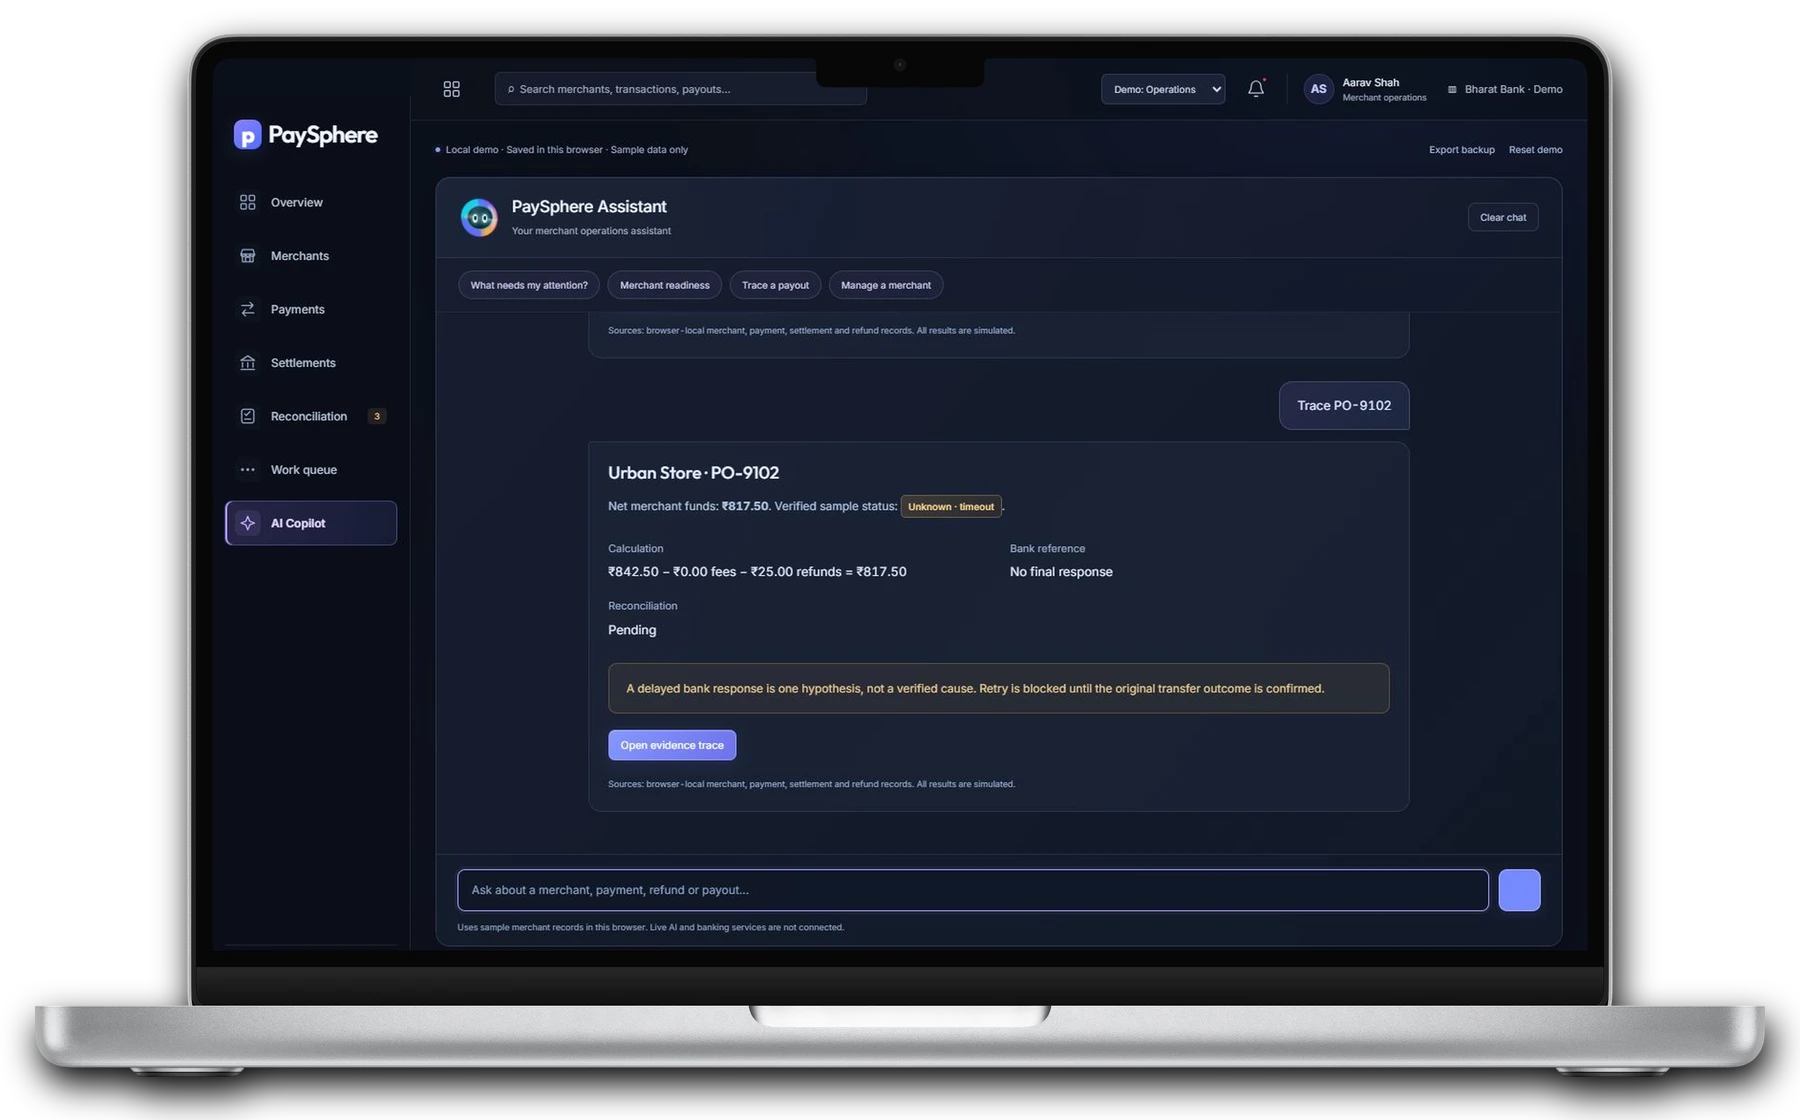 Search merchants, transactions, payouts...
Demo: Operations
AS
Aarav Shah
Merchant operations
Bharat Bank · Demo
p PaySphere
Local demo · Saved in this browser · Sample data only
Export backup
Reset demo
Overview
Merchants
Payments
Settlements
Reconciliation 3
Work queue
AI Copilot
PaySphere Assistant
Your merchant operations assistant
Clear chat
What needs my attention?
Merchant readiness
Trace a payout
Manage a merchant
Sources: browser-local merchant, payment, settlement and refund records. All results are simulated.
Trace PO-9102
Urban Store · PO-9102
Net merchant funds: ₹817.50. Verified sample status: Unknown · timeout.
Calculation
₹842.50 − ₹0.00 fees − ₹25.00 refunds = ₹817.50
Bank reference
No final response
Reconciliation
Pending
A delayed bank response is one hypothesis, not a verified cause. Retry is blocked until the original transfer outcome is confirmed.
Open evidence trace
Sources: browser-local merchant, payment, settlement and refund records. All results are simulated.
Ask about a merchant, payment, refund or payout...
Uses sample merchant records in this browser. Live AI and banking services are not connected.